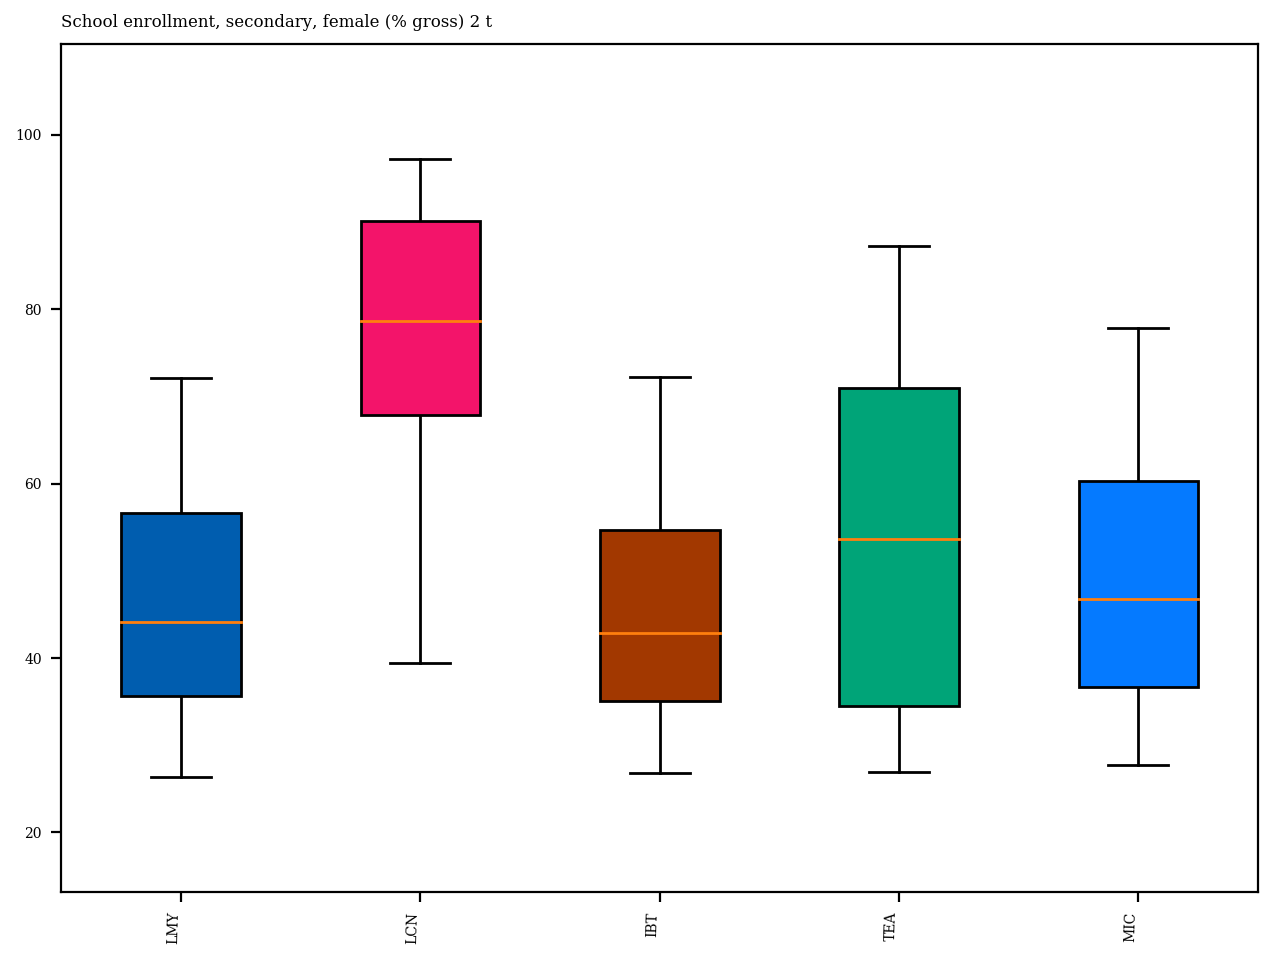 School enrollment, secondary, female (% gross) 2 t
100
80
60
40
20
LMY
LCN
IBT
TEA
MIC